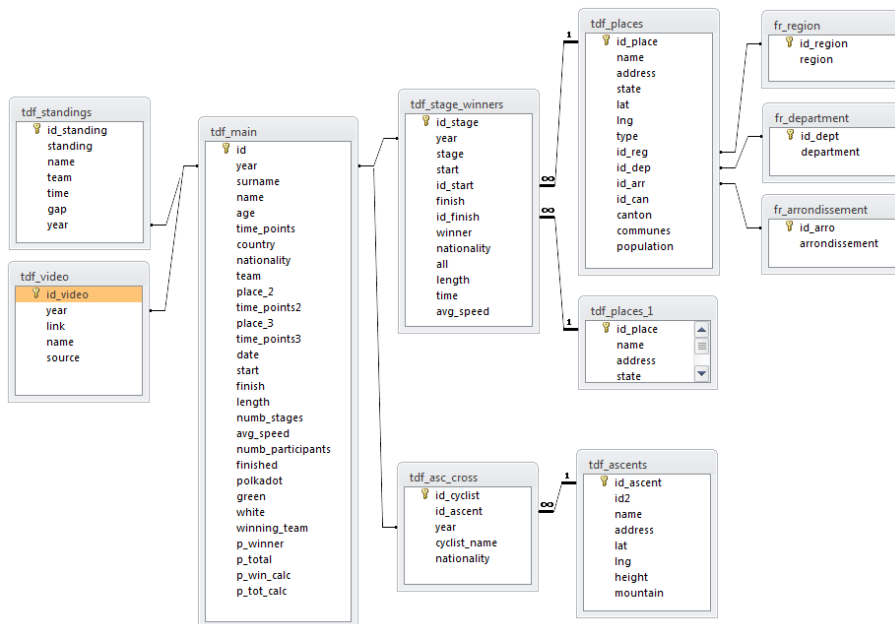 tdf_standings
id_standing
standing
name
team
time
gap
year
tdf_video
id_video
year
link
name
source
tdf_main
id
year
surname
name
age
time_points
country
nationality
team
place_2
time_points2
place_3
time_points3
date
start
finish
length
numb_stages
avg_speed
numb_participants
finished
polkadot
green
white
winning_team
p_winner
p_total
p_win_calc
p_tot_calc
tdf_stage_winners
id_stage
year
stage
start
id_start
finish
id_finish
winner
nationality
all
length
time
avg_speed
∞
∞
tdf_asc_cross
id_cyclist
id_ascent
year
cyclist_name
nationality
∞
1
tdf_places
id_place
name
address
state
lat
lng
type
id_reg
id_dep
id_arr
id_can
canton
communes
population
1
tdf_places_1
id_place
name
address
state
1
tdf_ascents
id_ascent
id2
name
address
lat
lng
height
mountain
fr_region
id_region
region
fr_department
id_dept
department
fr_arrondissement
id_arro
arrondissement